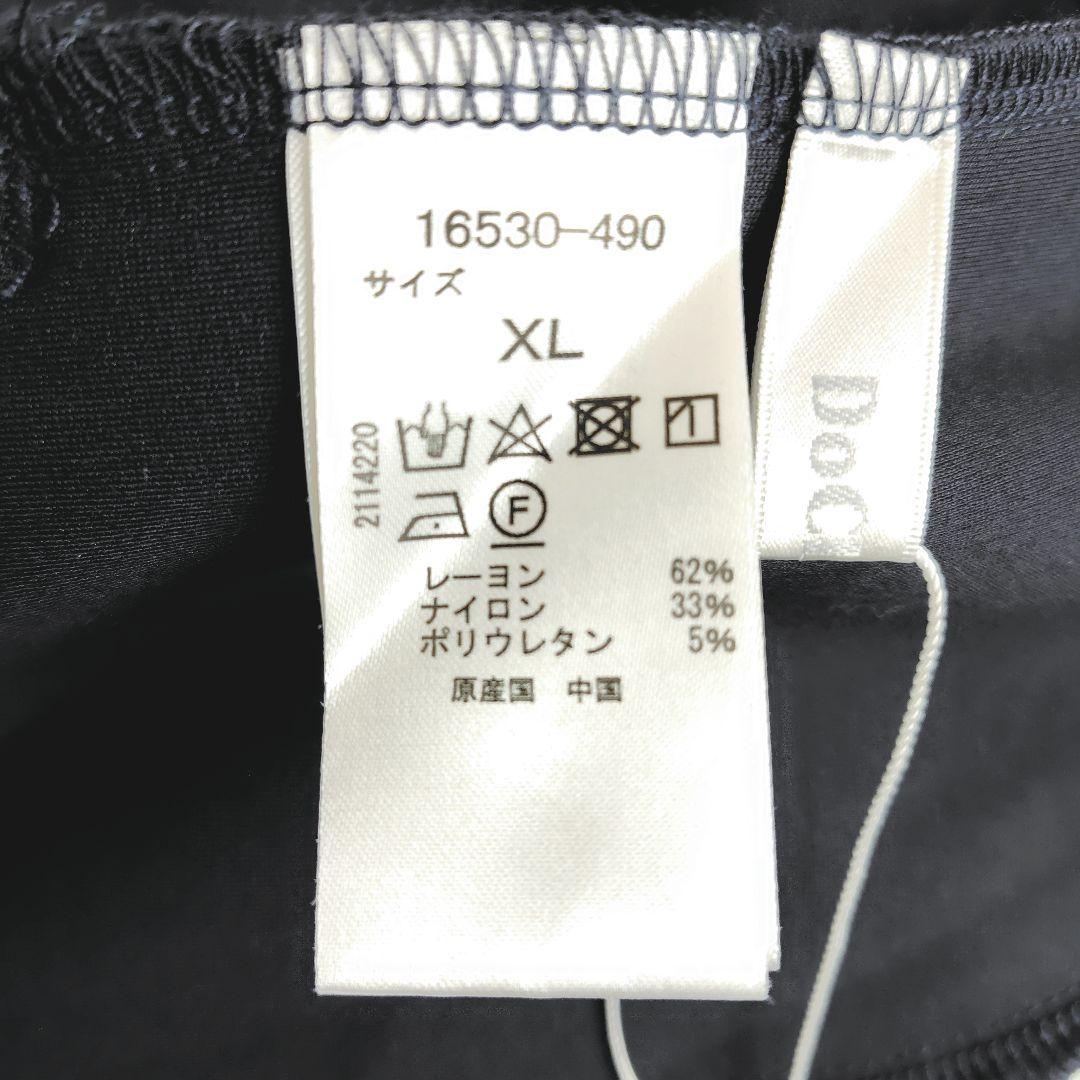 16530-490
サイズ
XL
2114220
F
レーヨン 62%
ナイロン 33%
ポリウレタン 5%
原産国 中国